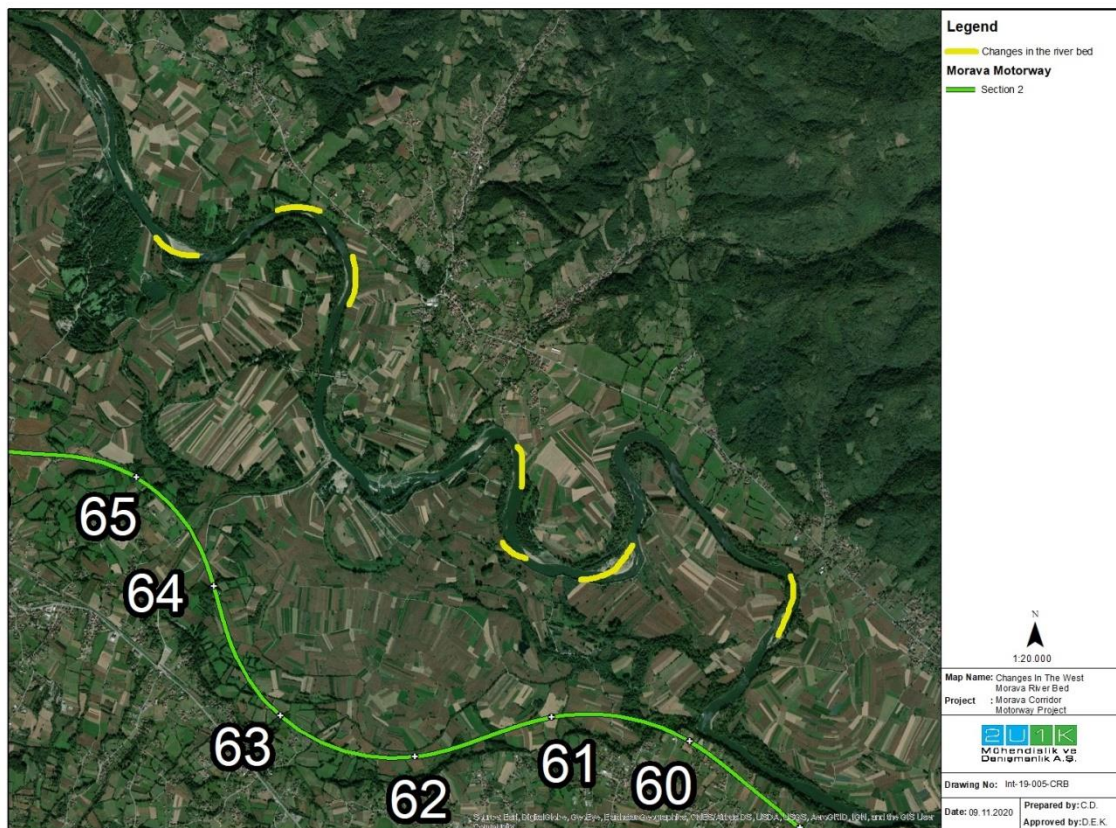 Legend
Changes in the river bed
Morava Motorway
Section 2
65
64
63
62
61
60
N
1:20.000
Map Name: Changes In The West
Morava River Bed
Project : Morava Corridor
Motorway Project
2U1K
Mühendislik ve
Danışmanlık A.Ş.
Drawing No: Int-19-005-CRB
Date: 09.11.2020
Prepared by: C.D.
Approved by: D.E.K.
Source: Esri, DigitalGlobe, GeoEye, Earthstar Geographics, CNES/Airbus DS, USDA, USGS, AeroGRID, IGN, and the GIS User
Community